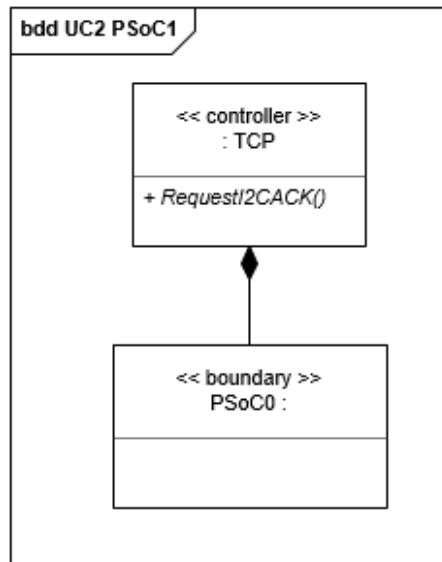 bdd UC2 PSoC1
<< controller >>
: TCP
+ RequestI2CACK()
<< boundary >>
PSoC0 :